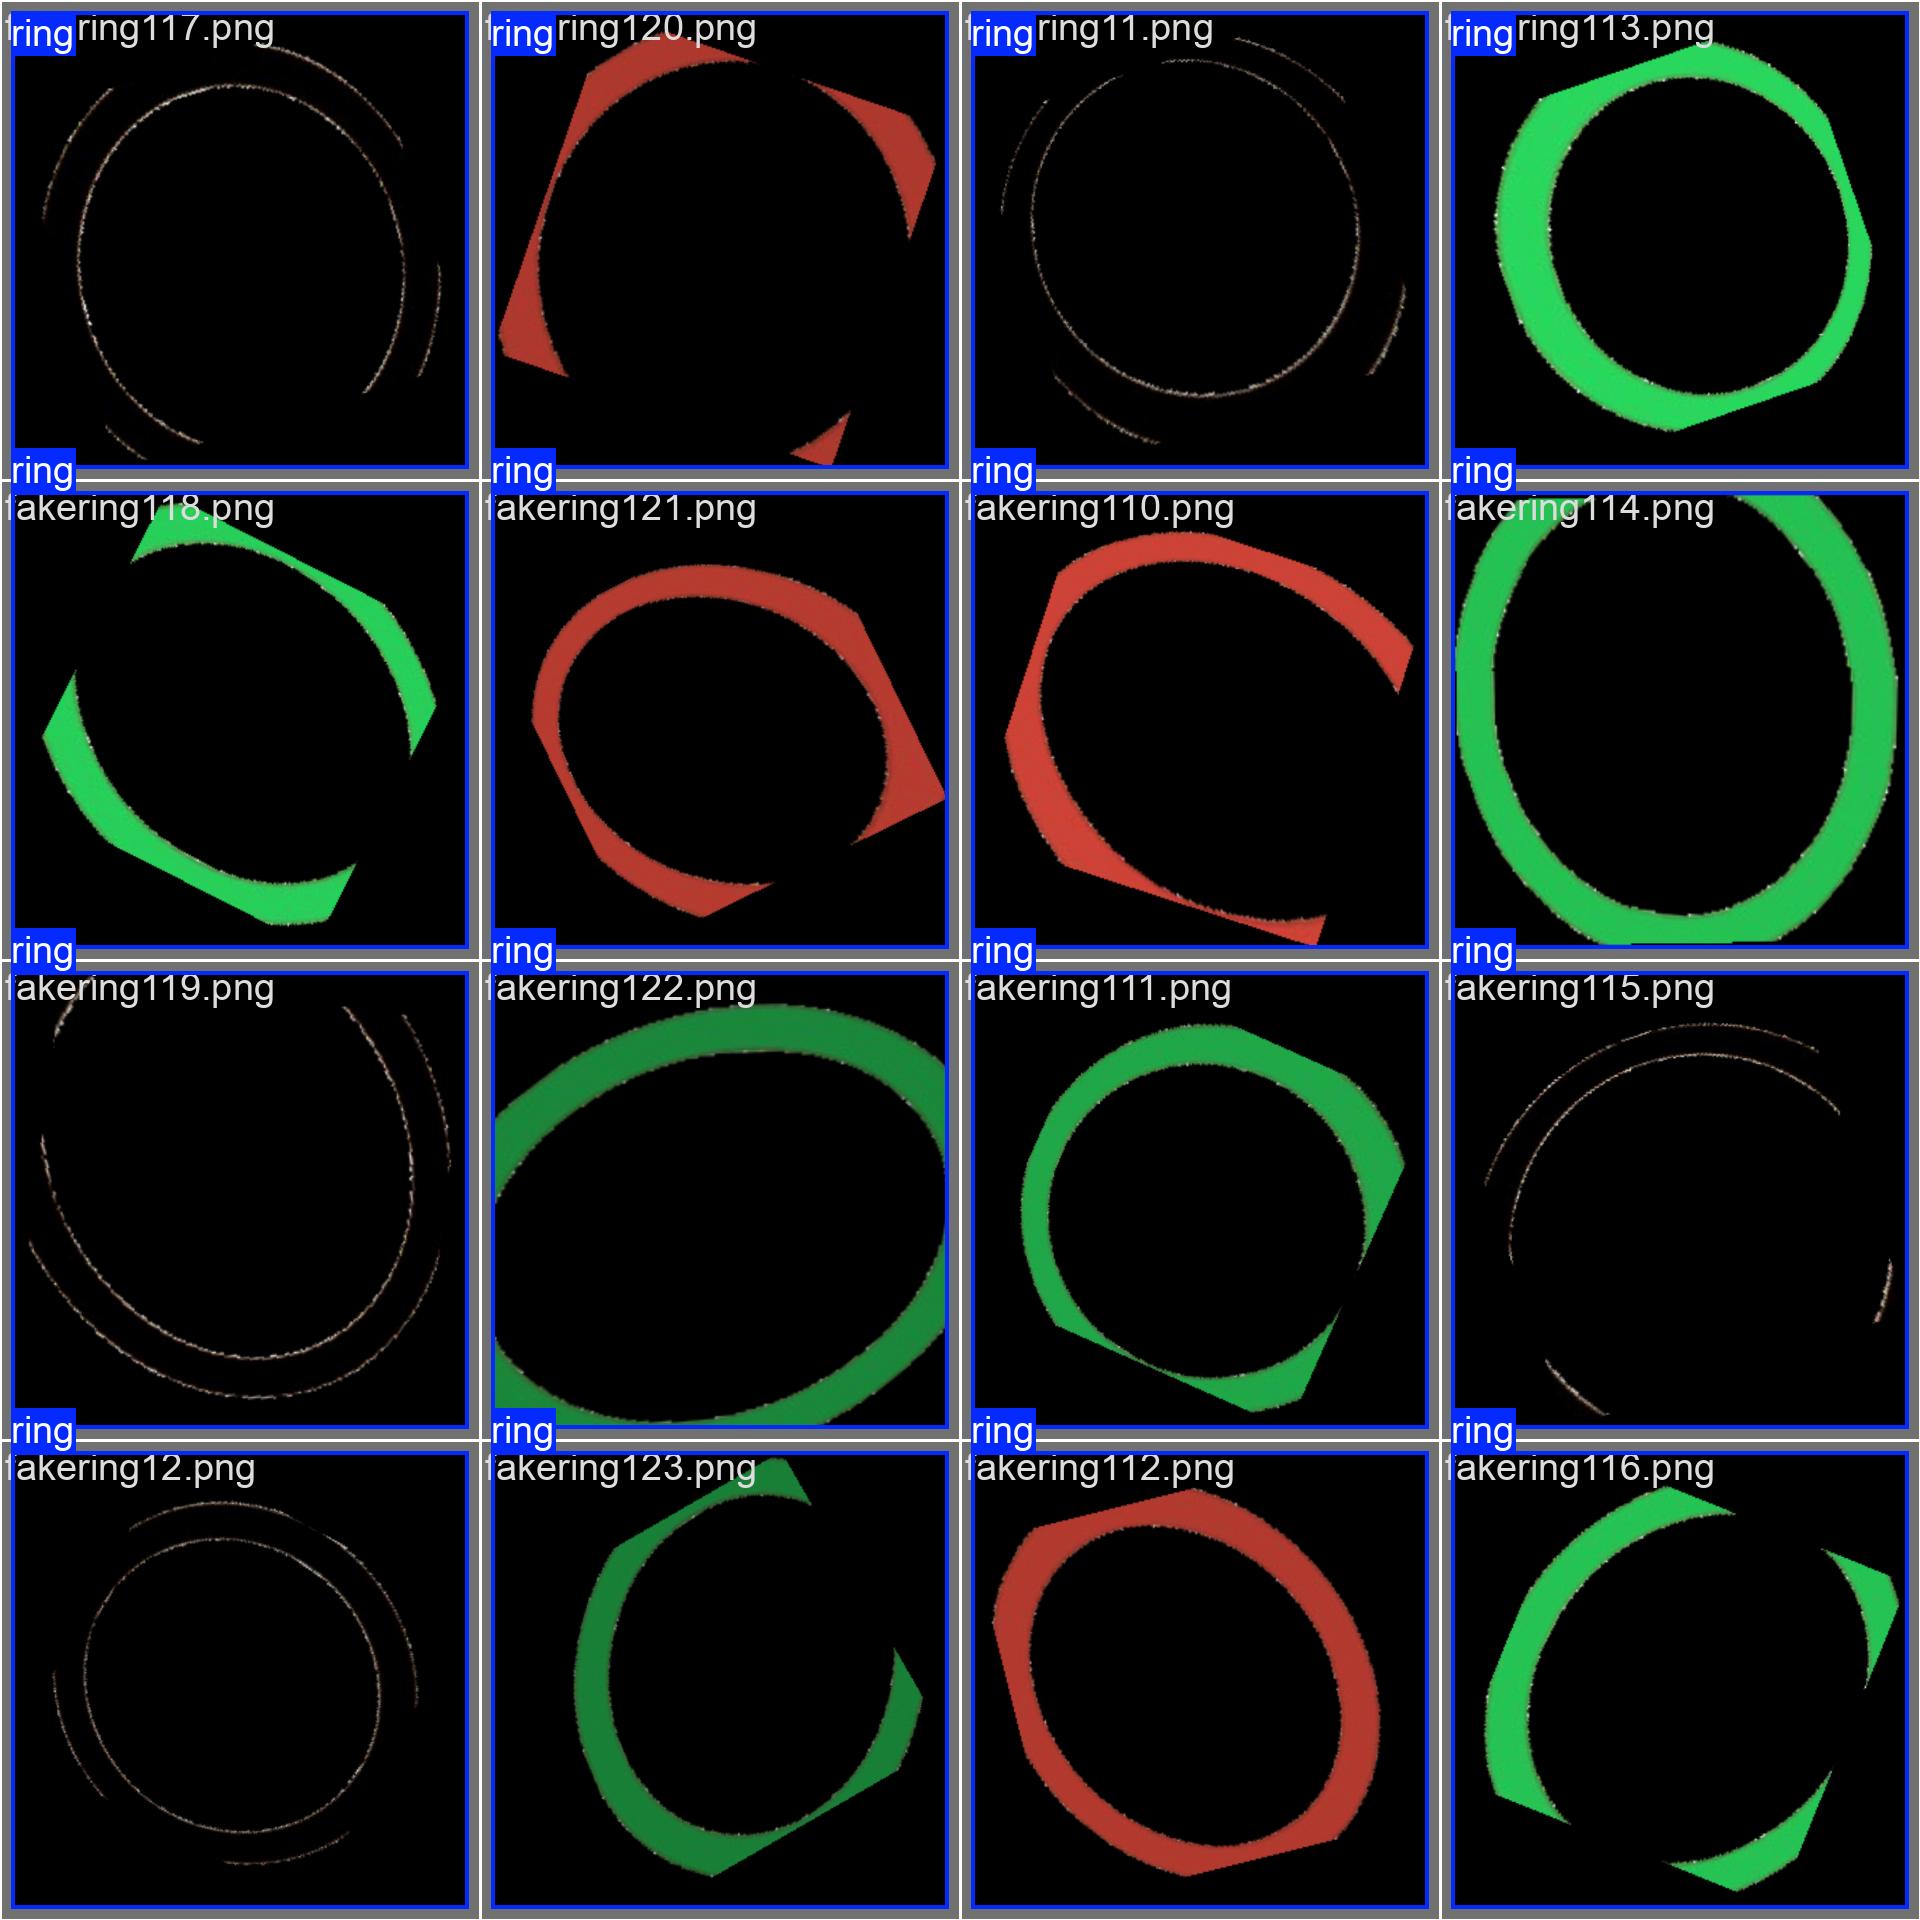 ring ring117.png
ring ring120.png
ring ring11.png
ring ring113.png
ring
ring
ring
ring
fakering118.png
fakering121.png
fakering110.png
fakering114.png
ring
ring
ring
ring
fakering119.png
fakering122.png
fakering111.png
fakering115.png
ring
ring
ring
ring
fakering12.png
fakering123.png
fakering112.png
fakering116.png